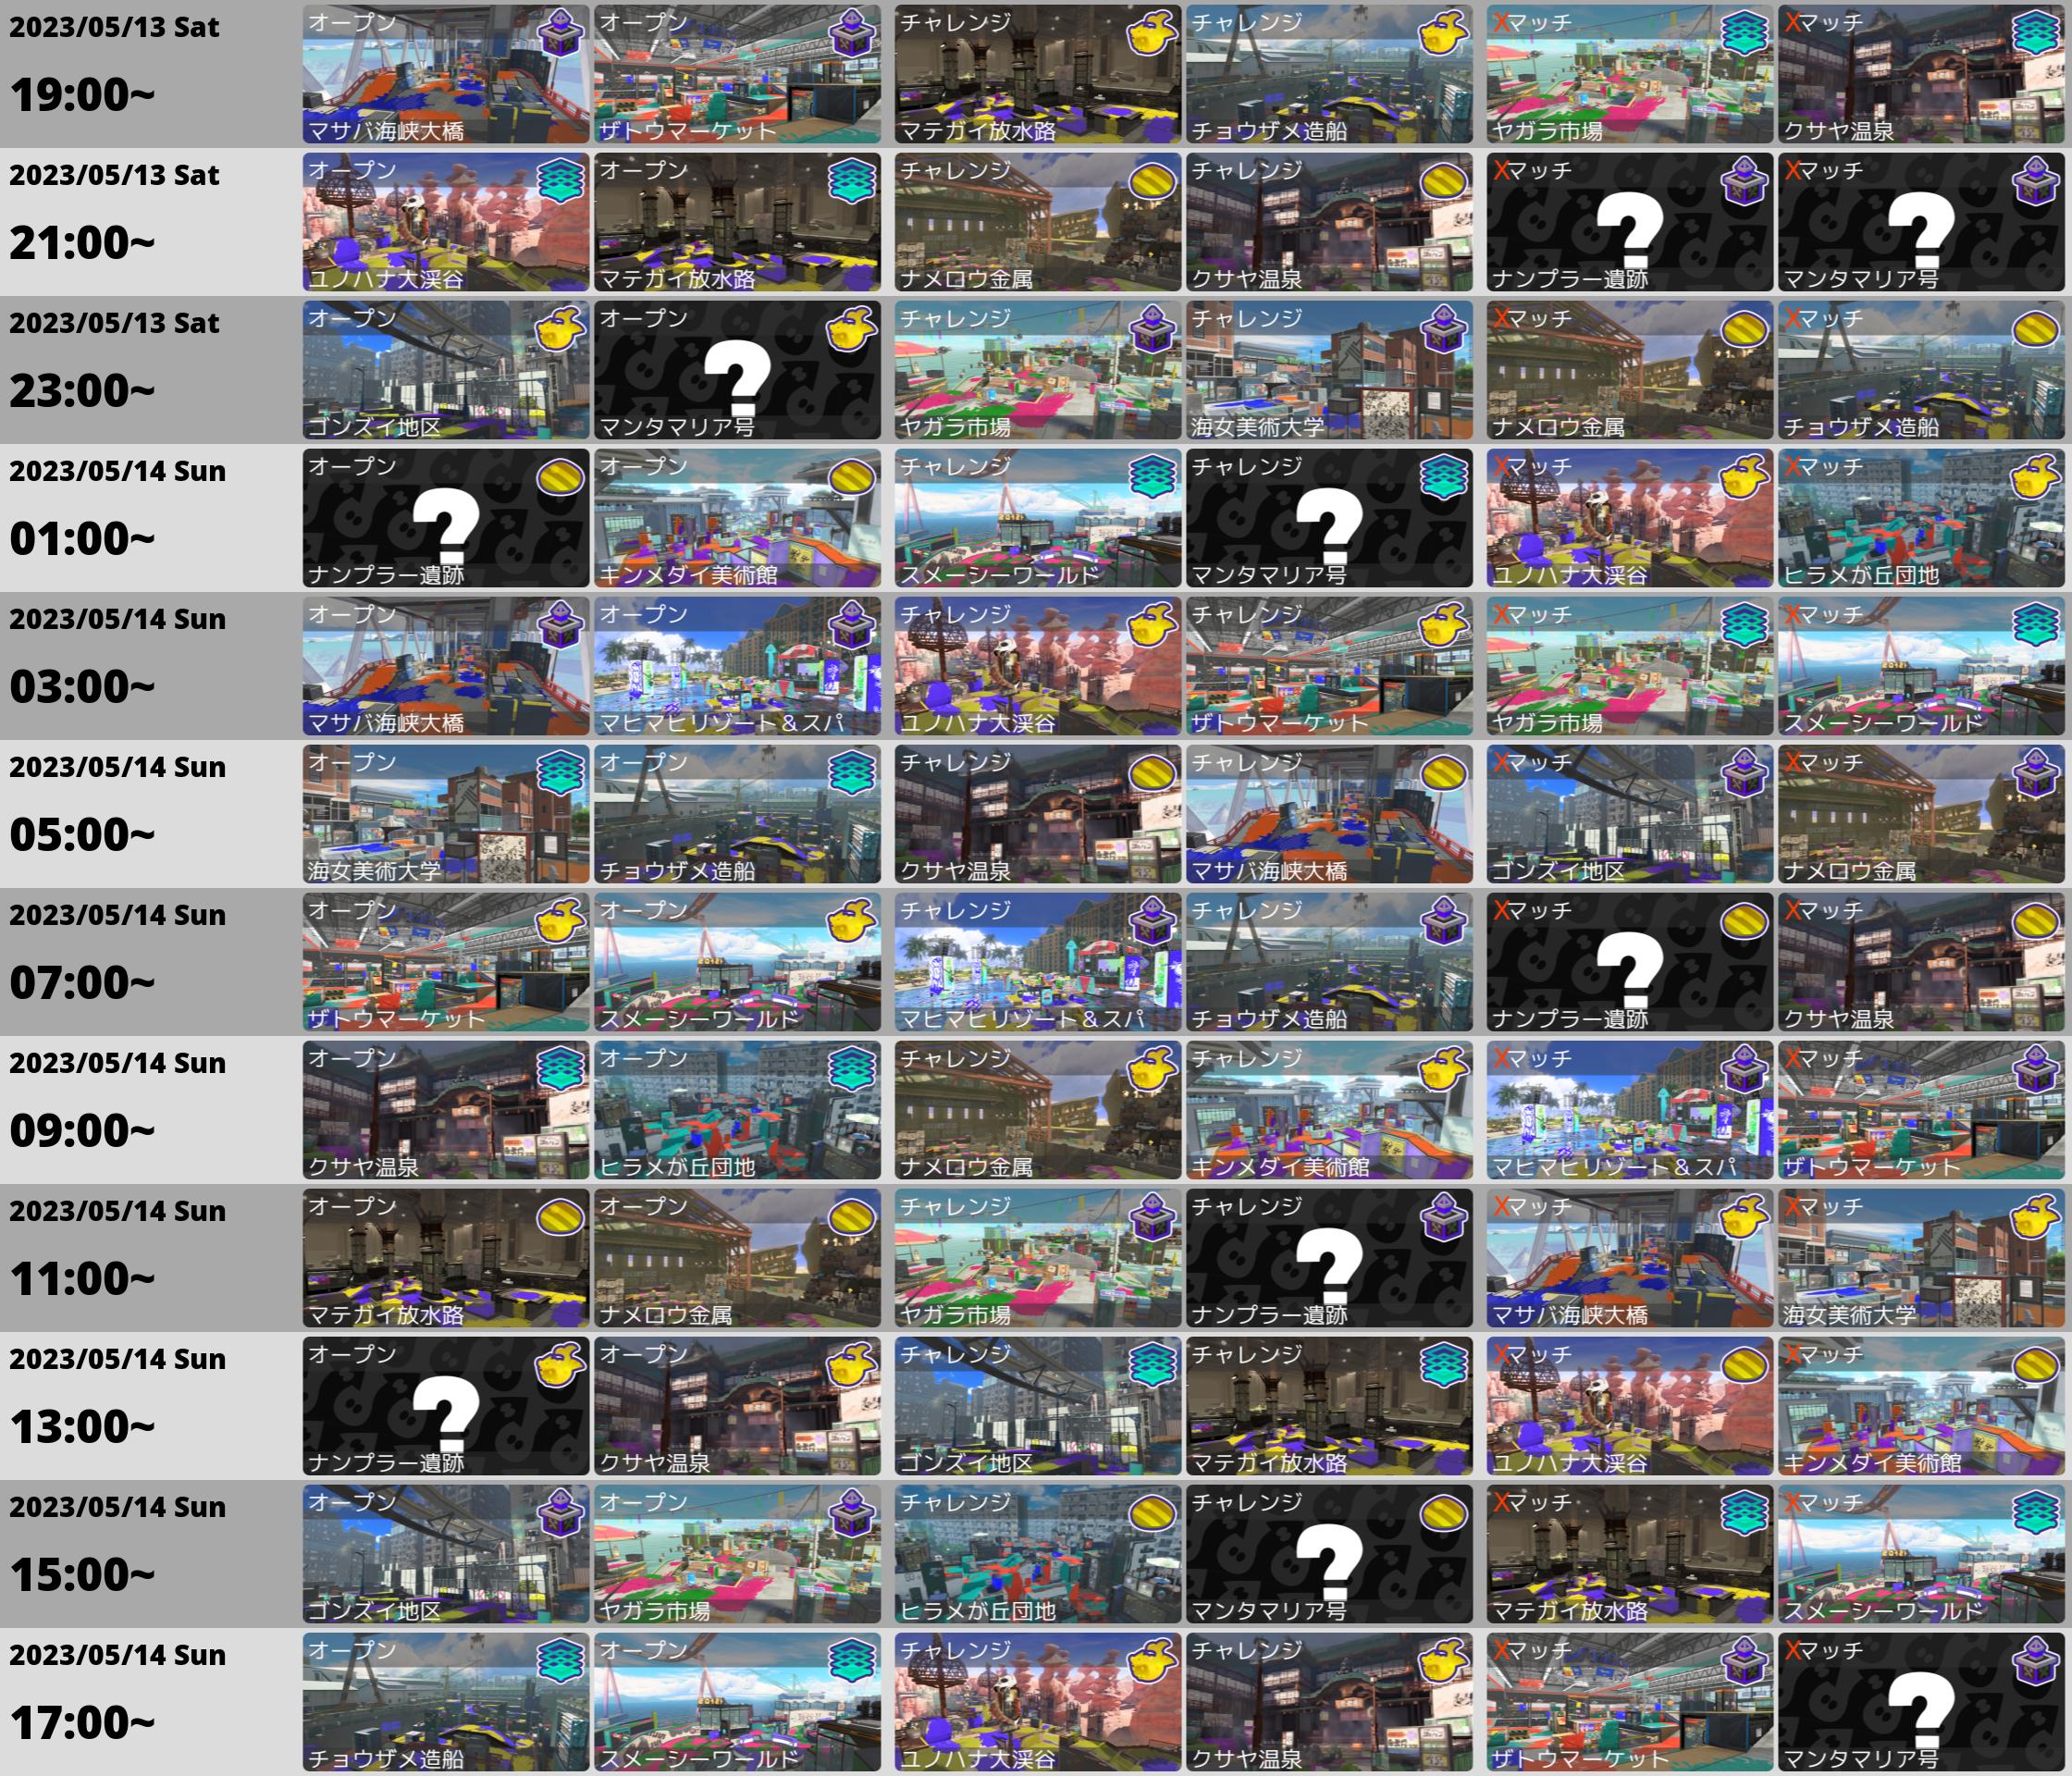 2023/05/13 Sat
19:00~
オープン
マサバ海峡大橋
オープン
ザトウマーケット
チャレンジ
マテガイ放水路
チャレンジ
チョウザメ造船
Xマッチ
ヤガラ市場
Xマッチ
クサヤ温泉
2023/05/13 Sat
21:00~
オープン
ユノハナ大渓谷
オープン
マテガイ放水路
チャレンジ
ナメロウ金属
チャレンジ
クサヤ温泉
Xマッチ
?
ナンプラー遺跡
Xマッチ
?
マンタマリア号
2023/05/13 Sat
23:00~
オープン
ゴンズイ地区
オープン
?
マンタマリア号
チャレンジ
ヤガラ市場
チャレンジ
海女美術大学
Xマッチ
ナメロウ金属
Xマッチ
チョウザメ造船
2023/05/14 Sun
01:00~
オープン
?
ナンプラー遺跡
オープン
キンメダイ美術館
チャレンジ
スメーシーワールド
チャレンジ
?
マンタマリア号
Xマッチ
ユノハナ大渓谷
Xマッチ
ヒラメが丘団地
2023/05/14 Sun
03:00~
オープン
マサバ海峡大橋
オープン
マヒマヒリゾート＆スパ
チャレンジ
ユノハナ大渓谷
チャレンジ
ザトウマーケット
Xマッチ
ヤガラ市場
Xマッチ
スメーシーワールド
2023/05/14 Sun
05:00~
オープン
海女美術大学
オープン
チョウザメ造船
チャレンジ
クサヤ温泉
チャレンジ
マサバ海峡大橋
Xマッチ
ゴンズイ地区
Xマッチ
ナメロウ金属
2023/05/14 Sun
07:00~
オープン
ザトウマーケット
オープン
スメーシーワールド
チャレンジ
マヒマヒリゾート＆スパ
チャレンジ
チョウザメ造船
Xマッチ
?
ナンプラー遺跡
Xマッチ
クサヤ温泉
2023/05/14 Sun
09:00~
オープン
クサヤ温泉
オープン
ヒラメが丘団地
チャレンジ
ナメロウ金属
チャレンジ
キンメダイ美術館
Xマッチ
マヒマヒリゾート＆スパ
Xマッチ
ザトウマーケット
2023/05/14 Sun
11:00~
オープン
マテガイ放水路
オープン
ナメロウ金属
チャレンジ
ヤガラ市場
チャレンジ
?
ナンプラー遺跡
Xマッチ
マサバ海峡大橋
Xマッチ
海女美術大学
2023/05/14 Sun
13:00~
オープン
?
ナンプラー遺跡
オープン
クサヤ温泉
チャレンジ
ゴンズイ地区
チャレンジ
マテガイ放水路
Xマッチ
ユノハナ大渓谷
Xマッチ
キンメダイ美術館
2023/05/14 Sun
15:00~
オープン
ゴンズイ地区
オープン
ヤガラ市場
チャレンジ
ヒラメが丘団地
チャレンジ
?
マンタマリア号
Xマッチ
マテガイ放水路
Xマッチ
スメーシーワールド
2023/05/14 Sun
17:00~
オープン
チョウザメ造船
オープン
スメーシーワールド
チャレンジ
ユノハナ大渓谷
チャレンジ
クサヤ温泉
Xマッチ
ザトウマーケット
Xマッチ
?
マンタマリア号